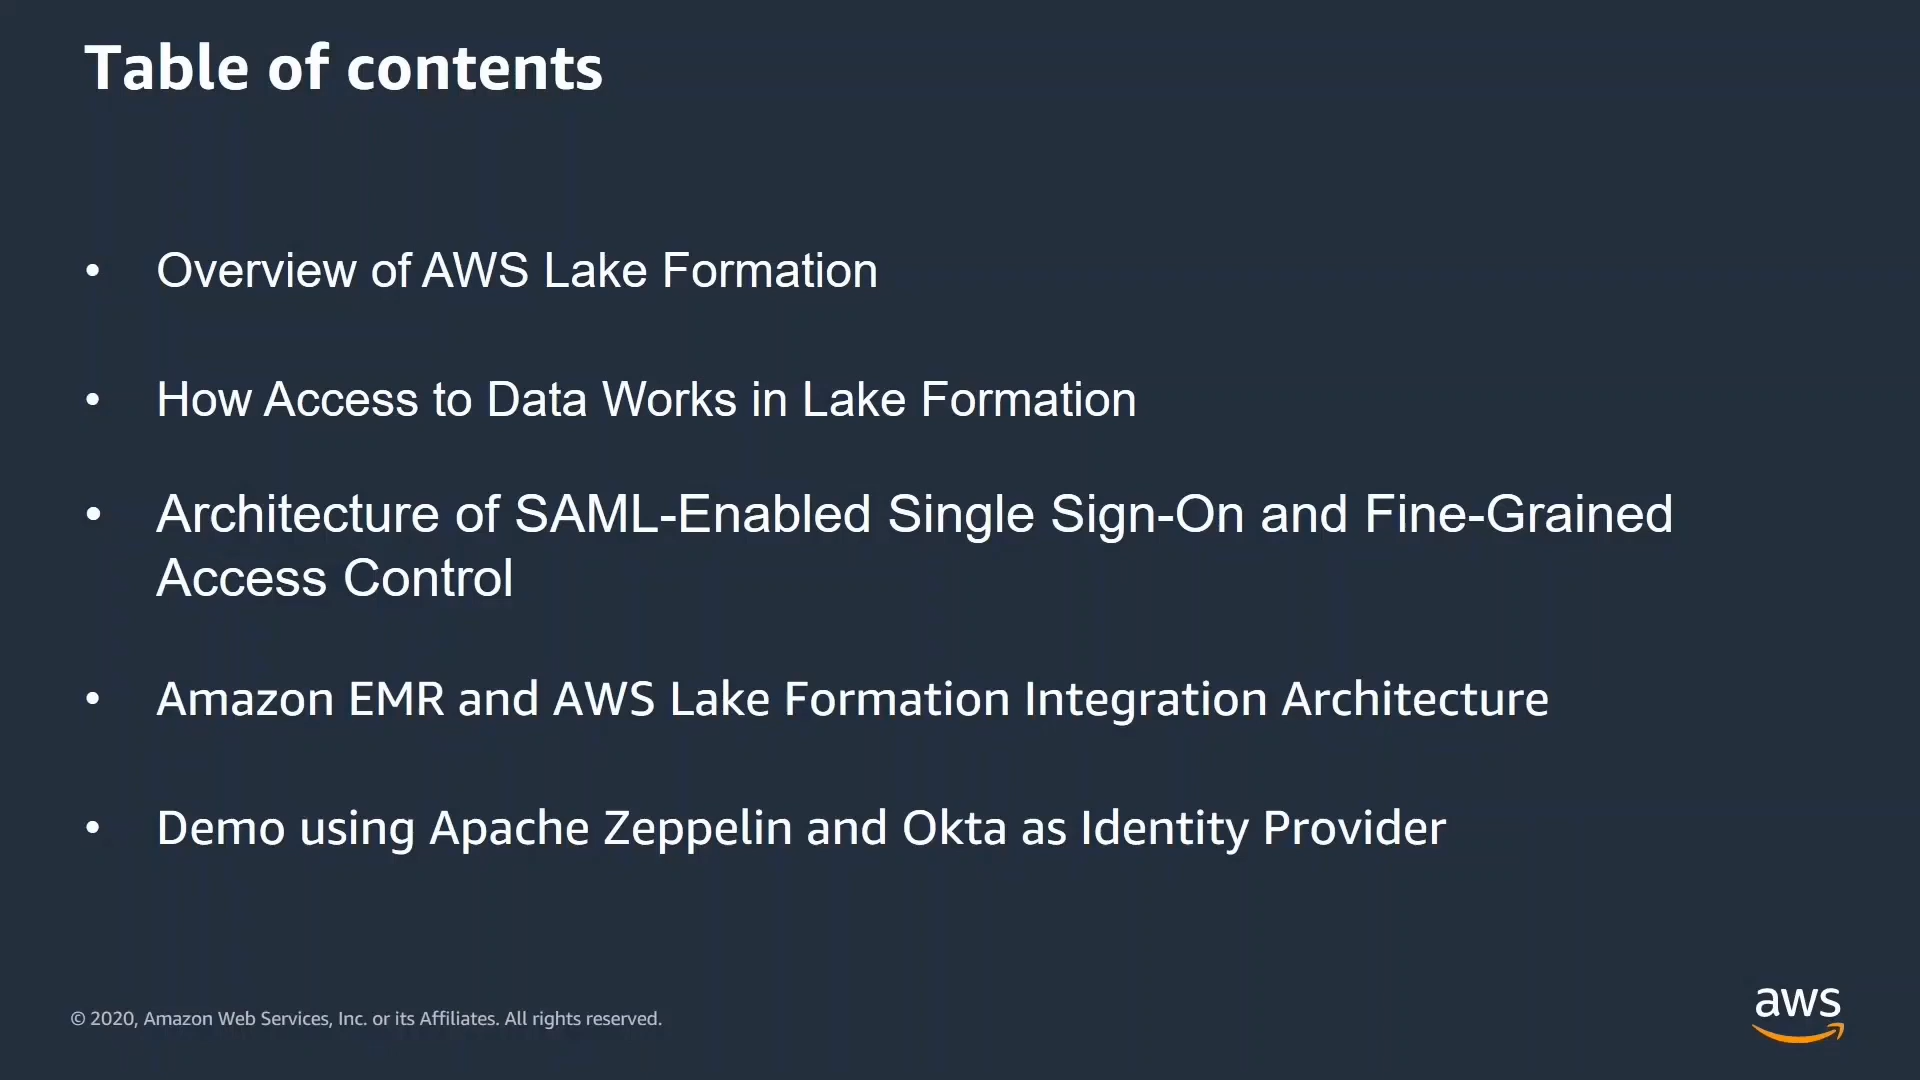 Table of contents
• Overview of AWS Lake Formation
• How Access to Data Works in Lake Formation
• Architecture of SAML-Enabled Single Sign-On and Fine-Grained
Access Control
• Amazon EMR and AWS Lake Formation Integration Architecture
• Demo using Apache Zeppelin and Okta as Identity Provider
© 2020, Amazon Web Services, Inc. or its Affiliates. All rights reserved.
aws